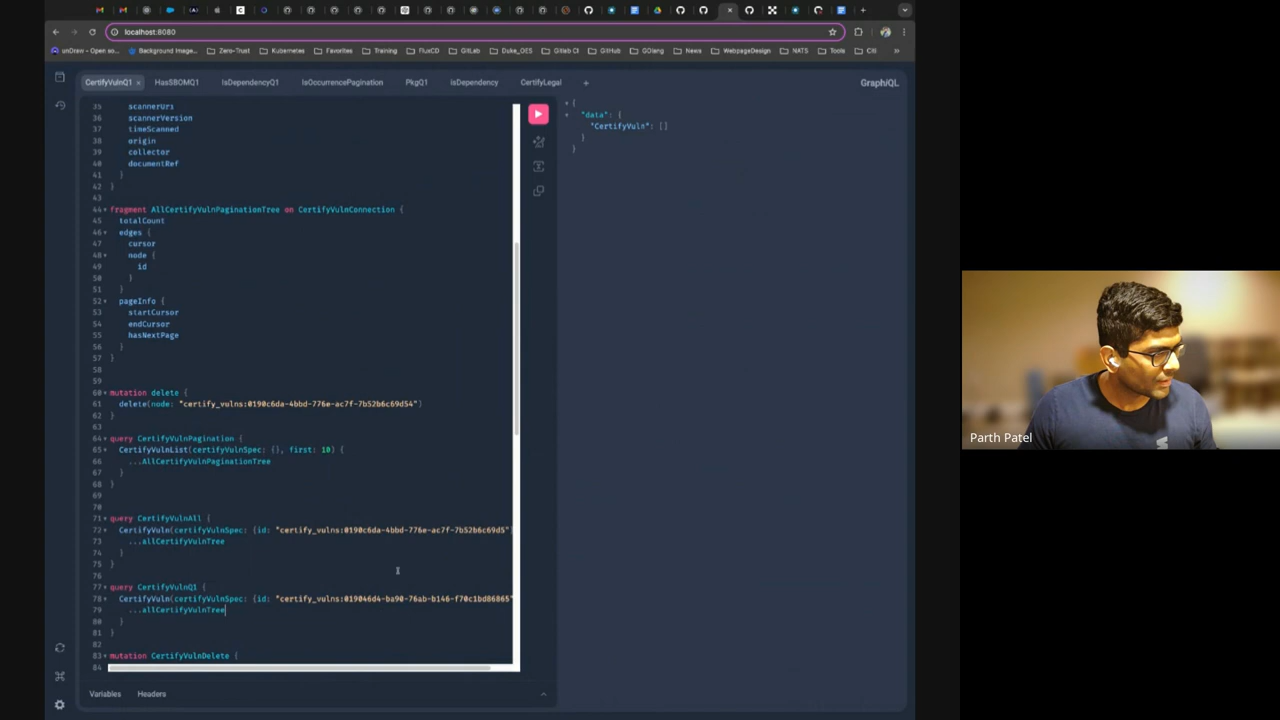 localhost:8080
unDraw - Open so...
Background Image...
Zero-Trust
Kubernetes
Favorites
Training
FluxCD
GitLab
Duke_OES
Gitlab CI
GitHub
GOlang
News
WebpageDesign
NATS
Tools
Citi
»
CertifyVulnQ1 ×
HasSBOMQ1
IsDependencyQ1
IsOccurrencePagination
PkgQ1
isDependency
CertifyLegal
+
GraphiQL
35 scannerUri
36 scannerVersion
37 timeScanned
38 origin
39 collector
40 documentRef
41 }
42 }
43
44 fragment AllCertifyVulnPaginationTree on CertifyVulnConnection {
45 totalCount
46 edges {
47 cursor
48 node {
49 id
50 }
51 }
52 pageInfo {
53 startCursor
54 endCursor
55 hasNextPage
56 }
57 }
58
59
60 mutation delete {
61 delete(node: "certify_vulns:0190c6da-4bbd-776e-ac7f-7b52b6c69d54")
62 }
63
64 query CertifyVulnPagination {
65 CertifyVulnList(certifyVulnSpec: {}, first: 10) {
66 ...AllCertifyVulnPaginationTree
67 }
68 }
69
70
71 query CertifyVulnAll {
72 CertifyVuln(certifyVulnSpec: {id: "certify_vulns:0190c6da-4bbd-776e-ac7f-7b52b6c69d5"}
73 ...allCertifyVulnTree
74 }
75 }
76
77 query CertifyVulnQ1 {
78 CertifyVuln(certifyVulnSpec: {id: "certify_vulns:019046d4-ba90-76ab-b146-f70c1bd86865"
79 ...allCertifyVulnTree
80 }
81 }
82
83 mutation CertifyVulnDelete {
84
{
"data": {
"CertifyVuln": []
}
}
Variables
Headers
Parth Patel